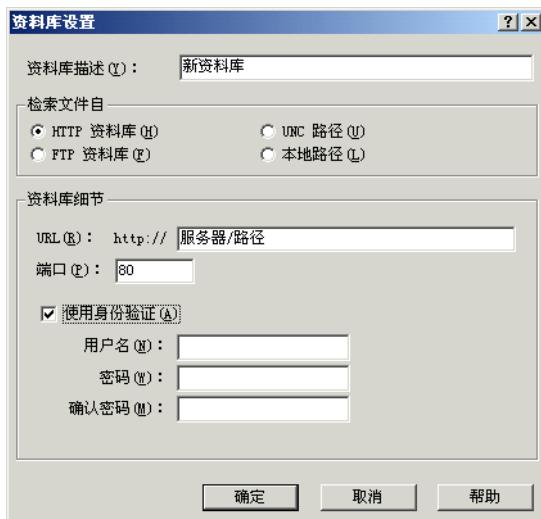 资料库设置
资料库描述(Y)： 新资料库
检索文件自
HTTP 资料库(H) UNC 路径(U)
FTP 资料库(F) 本地路径(L)
资料库细节
URL(R)： http:// 服务器/路径
端口(P)： 80
使用身份验证(A)
用户名(N)：
密码(W)：
确认密码(M)：
确定 取消 帮助